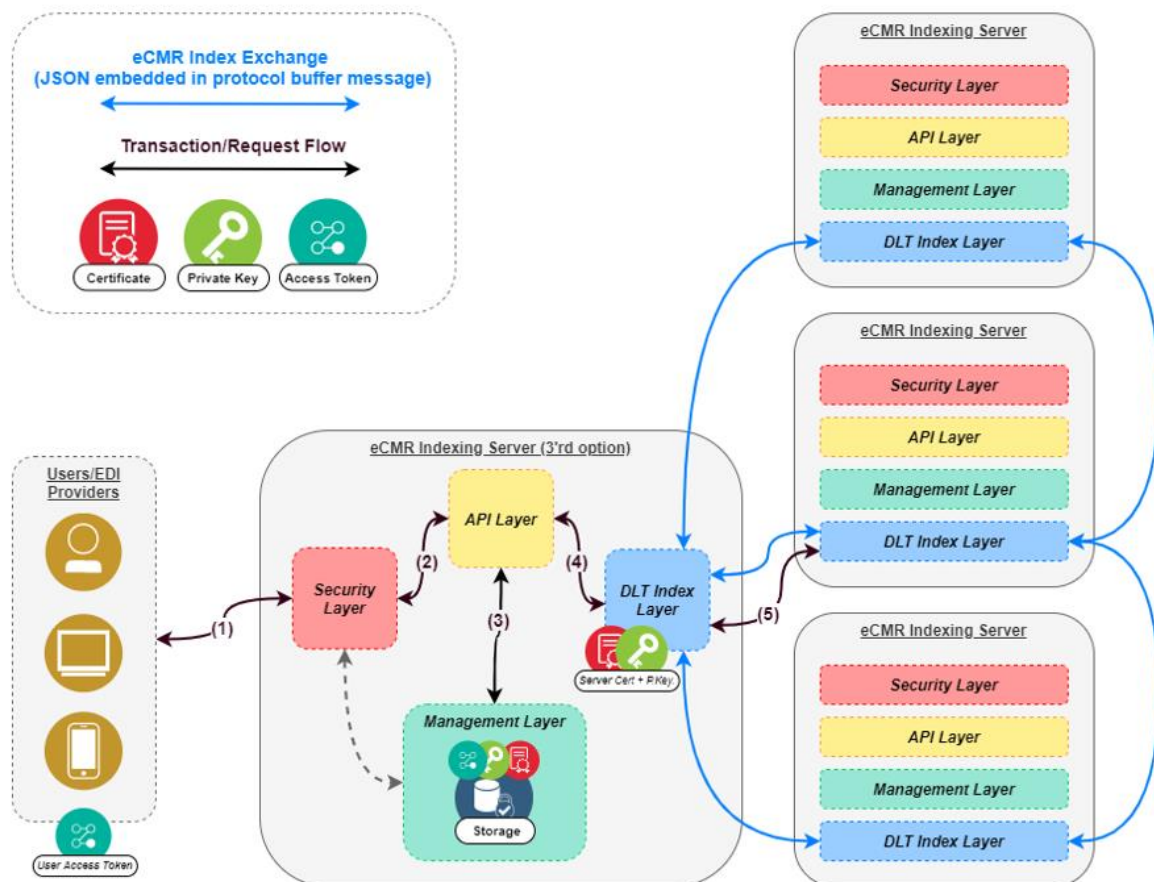 eCMR Index Exchange
(JSON embedded in protocol buffer message)
Transaction/Request Flow
Certificate
Private Key
Access Token
eCMR Indexing Server
Security Layer
API Layer
Management Layer
DLT Index Layer
eCMR Indexing Server
Security Layer
API Layer
Management Layer
DLT Index Layer
Users/EDI
Providers
User Access Token
(1)
eCMR Indexing Server (3'rd option)
API Layer
(2)
(4)
Security
Layer
DLT Index
Layer
(3)
(5)
Server Cert + P.Key.
Management Layer
Storage
eCMR Indexing Server
Security Layer
API Layer
Management Layer
DLT Index Layer